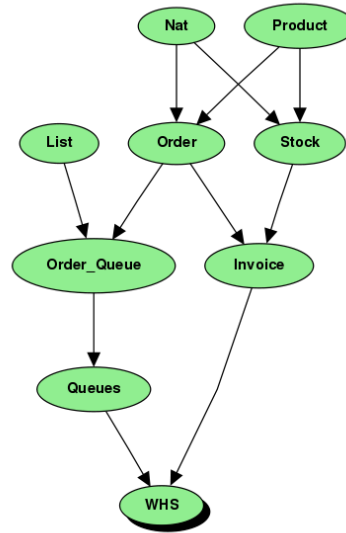 Nat
Product
List
Order
Stock
Order_Queue
Invoice
Queues
WHS